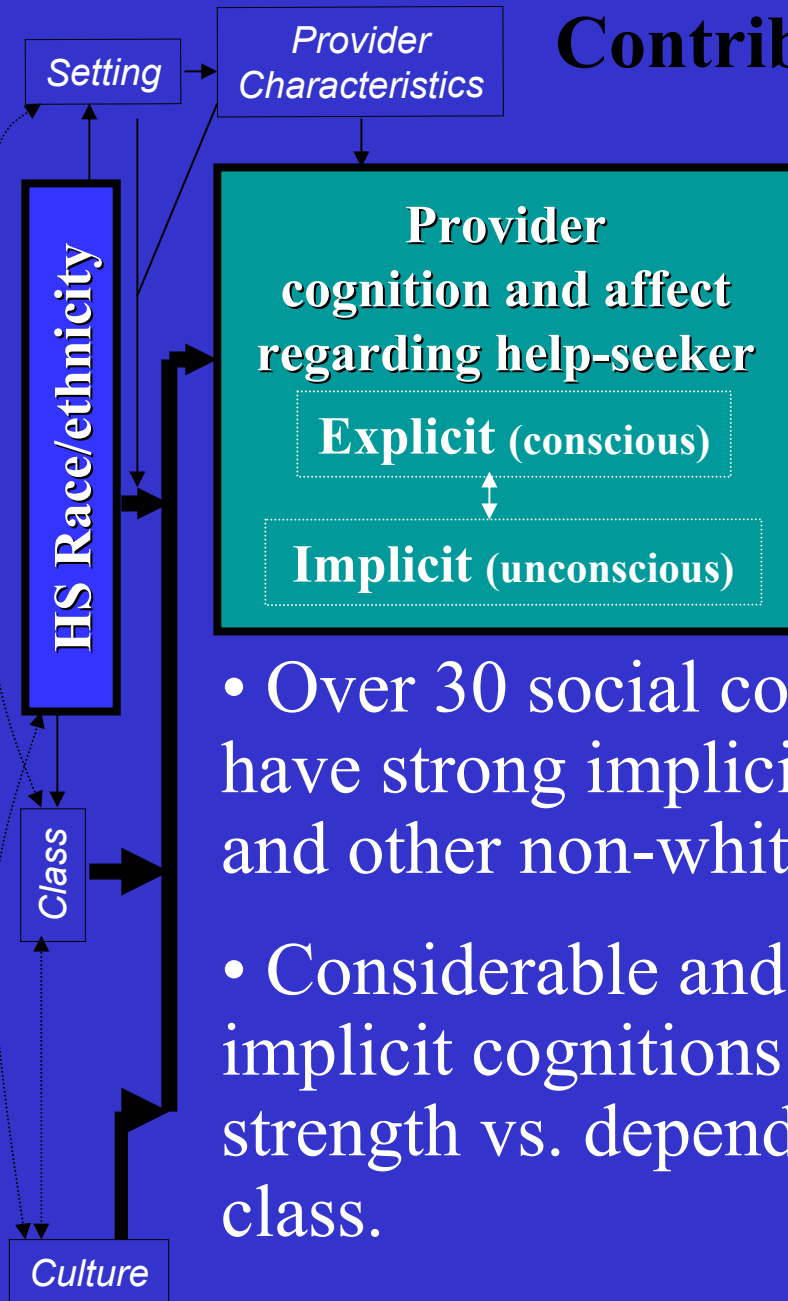 Contrib
Setting
Provider
Characteristics
HS Race/ethnicity
Provider
cognition and affect
regarding help-seeker
Explicit (conscious)
Implicit (unconscious)
• Over 30 social co
have strong implici
and other non-whit
Class
• Considerable and
implicit cognitions
strength vs. depend
class.
Culture